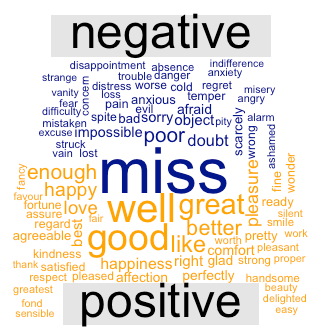 negative
disappointment absence indifference
strange trouble danger anxiety
vanity concern loss distress worse cold regret misery
fear pain anxious temper angry
difficulty evil afraid
mistaken spite bad sorry object pity scarcely alarm
excuse impossible poor doubt wrong ashamed
struck
vain lost
miss
fancy enough pleasure fine wonder
favour happy well great
fortune love ready
assure fair silent
regard best good better smile
agreeable like worth pretty work
kindness comfort pleasant
thank satisfied happiness right glad strong proper
respect pleased affection perfectly handsome
greatest beauty
fond delighted
sensible easy
positive